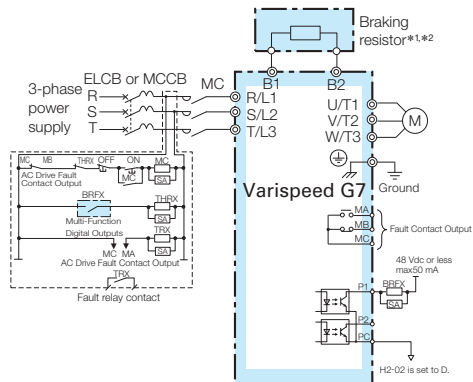 Braking
resistor*1,*2
ELCB or MCCB
MC
B1
B2
3-phase
power
supply
R
S
T
R/L1
S/L2
T/L3
U/T1
V/T2
W/T3
M
Ground
Varispeed G7
MC
MB
THRX
OFF
ON
MC
MC
SA
AC Drive Fault
Contact Output
BRFX
THRX
SA
Multi-Function
Digital Outputs
TRX
SA
MC
MA
AC Drive Fault Contact Output
TRX
Fault relay contact
MA
MB
MC
Fault Contact Output
48 Vdc or less
max50 mA
P1
BRFX
SA
P2
PC
H2-02 is set to D.